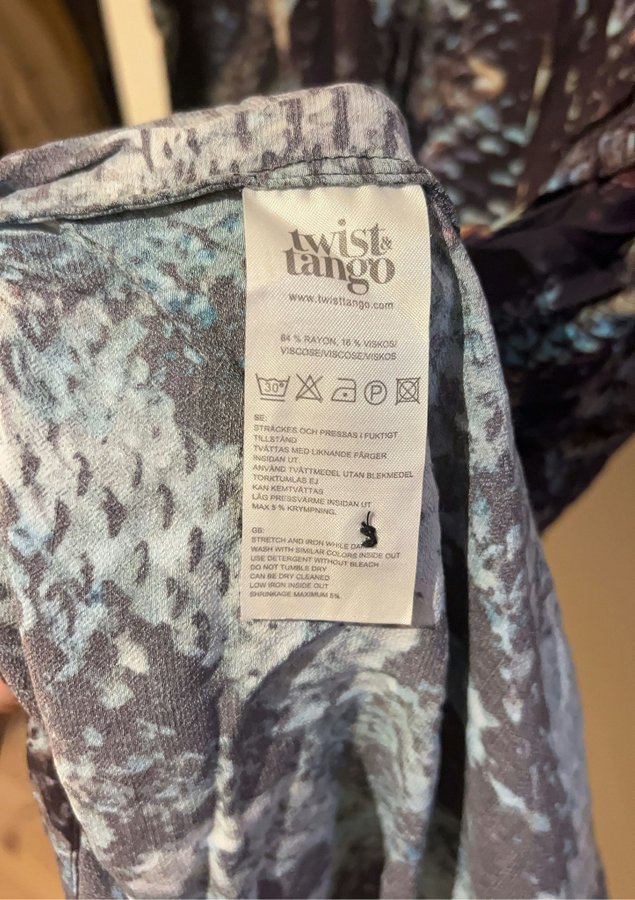 twist&
tango
www.twisttango.com
84 % RAYON, 16 % VISKOS/
VISCOSE/VISCOSE/VISKOS
30° P
SE:
STRÄCKES OCH PRESSAS I FUKTIGT
TILLSTÅND
TVÄTTAS MED LIKNANDE FÄRGER
INSIDAN UT
ANVÄND TVÄTTMEDEL UTAN BLEKMEDEL
TORKTUMLAS EJ
KAN KEMTVÄTTAS
LÅG PRESSVÄRME INSIDAN UT
MAX 5 % KRYMPNING.
GB:
STRETCH AND IRON WHILE
WASH WITH SIMILAR COLORS INSIDE OUT
USE DETERGENT WITHOUT BLEACH
DO NOT TUMBLE DRY
CAN BE DRY CLEANED
LOW IRON INSIDE OUT
SHRINKAGE MAXIMUM 5%